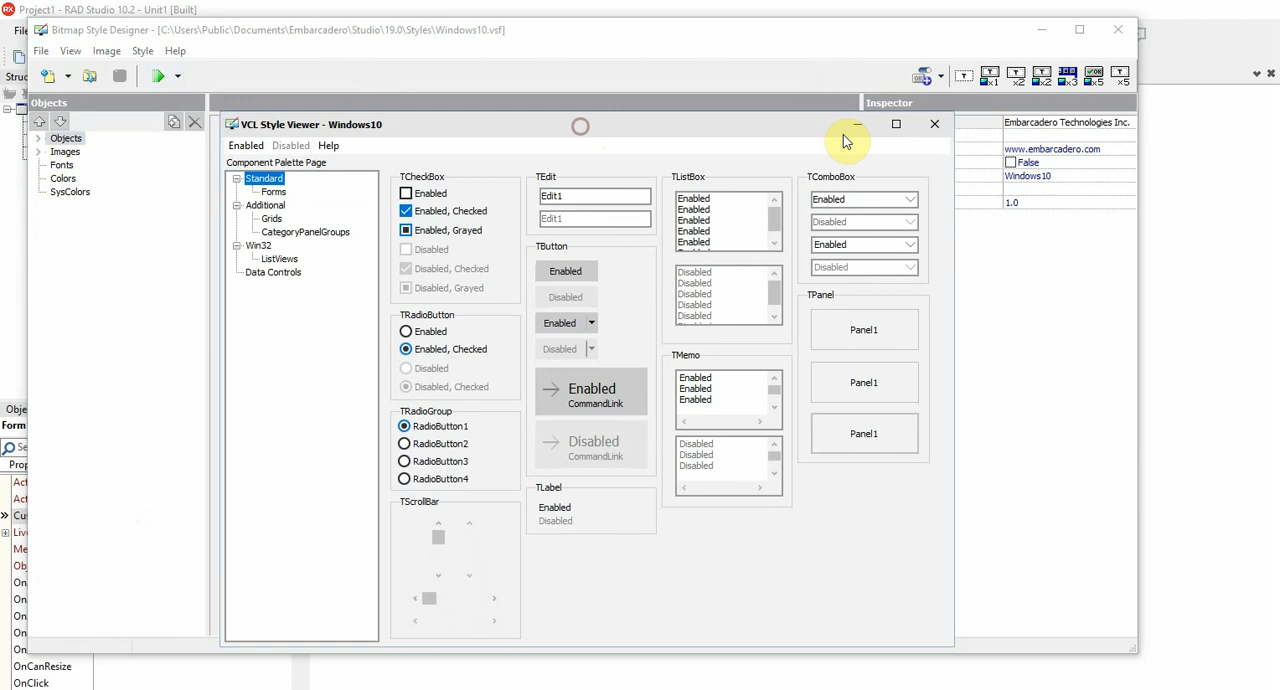 Project1 - RAD Studio 10.2 - Unit1 [Built]
Bitmap Style Designer - [C:\Users\Public\Documents\Embarcadero\Studio\19.0\Styles\Windows10.vsf]
File View Image Style Help
Objects
Inspector
Objects
Images
Fonts
Colors
SysColors
Embarcadero Technologies Inc.
www.embarcadero.com
False
Windows10
1.0
VCL Style Viewer - Windows10
Enabled Disabled Help
Component Palette Page
Standard
Forms
Additional
Grids
CategoryPanelGroups
Win32
ListViews
Data Controls
TCheckBox
Enabled
Enabled, Checked
Enabled, Grayed
Disabled
Disabled, Checked
Disabled, Grayed
TRadioButton
Enabled
Enabled, Checked
Disabled
Disabled, Checked
TRadioGroup
RadioButton1
RadioButton2
RadioButton3
RadioButton4
TScrollBar
TEdit
Edit1
Edit1
TButton
Enabled
Disabled
Enabled
Disabled
Enabled
CommandLink
Disabled
CommandLink
TLabel
Enabled
Disabled
TListBox
Enabled
Enabled
Enabled
Enabled
Enabled
Disabled
Disabled
Disabled
Disabled
Disabled
TMemo
Enabled
Enabled
Enabled
Disabled
Disabled
Disabled
TComboBox
Enabled
Disabled
Enabled
Disabled
TPanel
Panel1
Panel1
Panel1
OnCanResize
OnClick